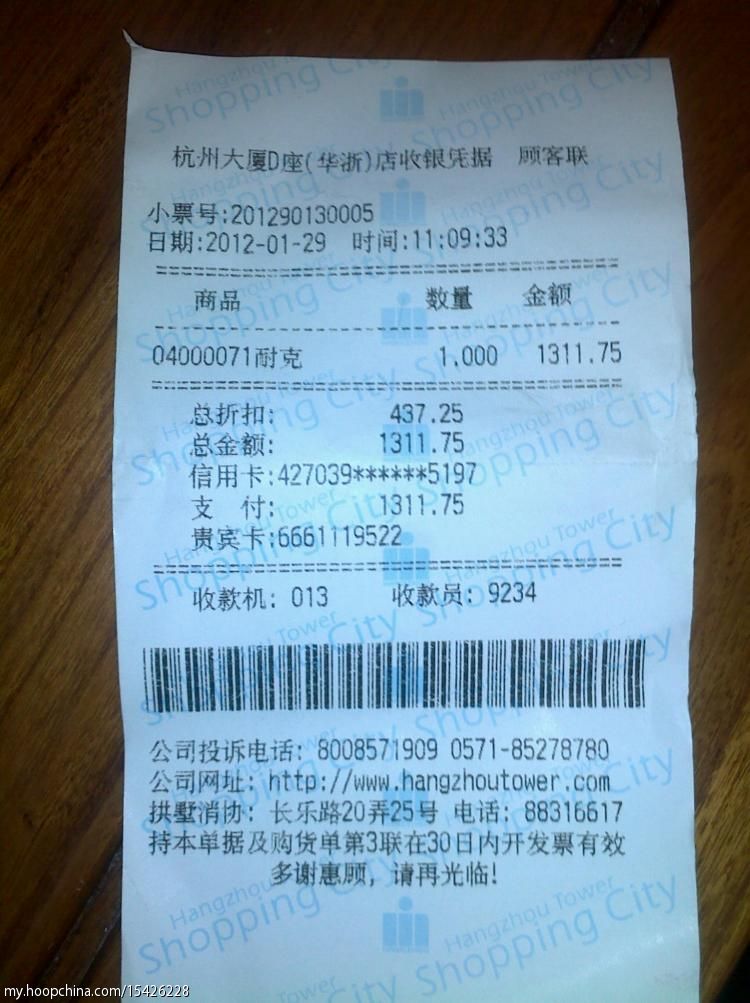 Hangzhou Tower
Shopping City
杭州大厦D座(华浙)店收银凭据 顾客联
小票号:201290130005
日期:2012-01-29 时间:11:09:33
商品 数量 金额
04000071耐克 1.000 1311.75
总折扣: 437.25
总金额: 1311.75
信用卡:427039******5197
支 付: 1311.75
贵宾卡:6661119522
收款机: 013 收款员: 9234
公司投诉电话: 8008571909 0571-85278780
公司网址: http://www.hangzhoutower.com
拱墅消协: 长乐路20弄25号 电话: 88316617
持本单据及购货单第3联在30日内开发票有效
多谢惠顾, 请再光临!
Hangzhou Tower
Shopping City
my.hoopchina.com/15426228